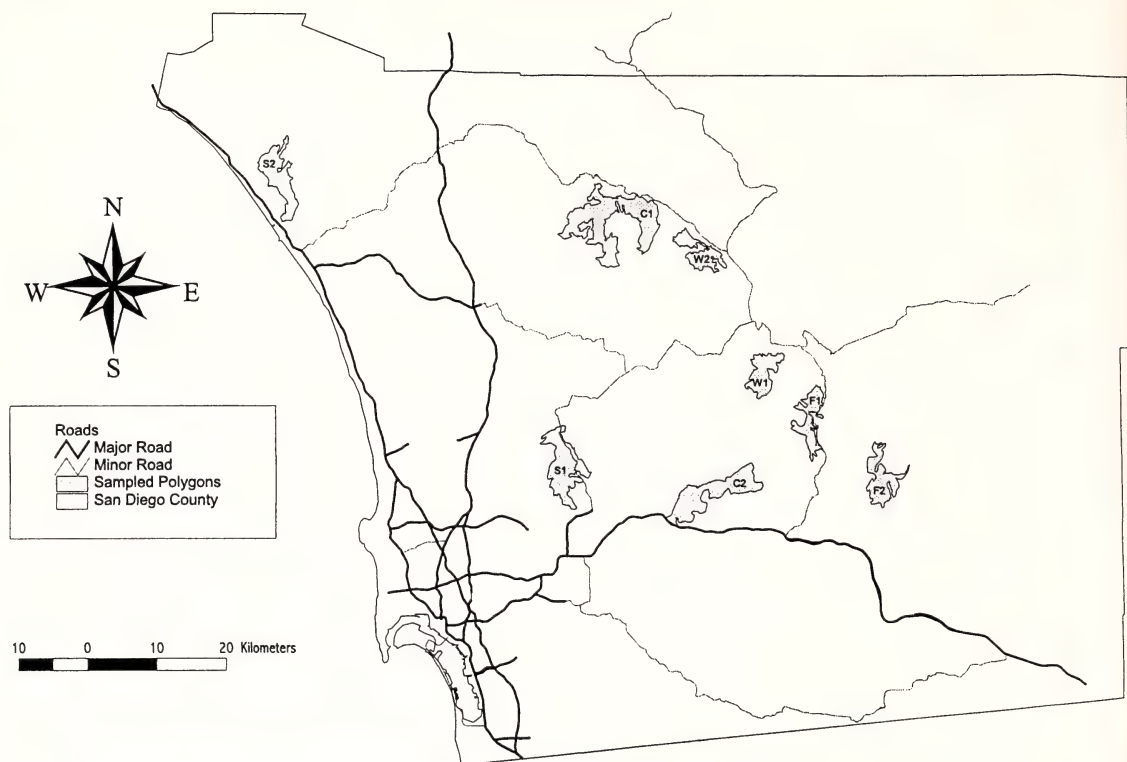 S2
C1
W2
N
W E
S
W1
F1
S1
C2
F2
Roads
Major Road
Minor Road
Sampled Polygons
San Diego County
10 0 10 20 Kilometers